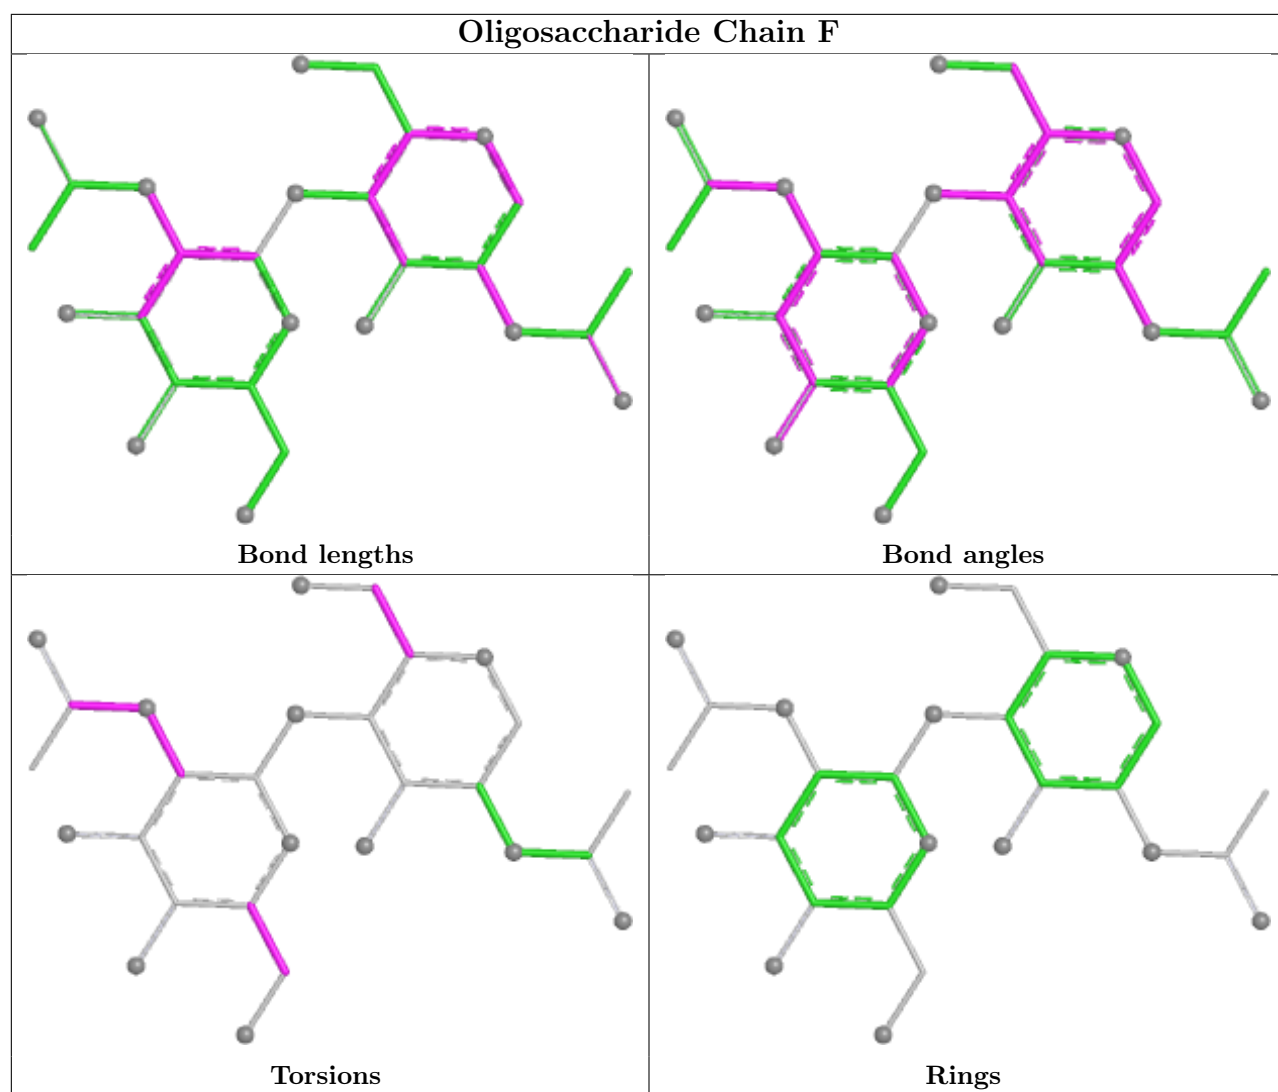 Oligosaccharide Chain F
Bond lengths
Bond angles
Torsions
Rings